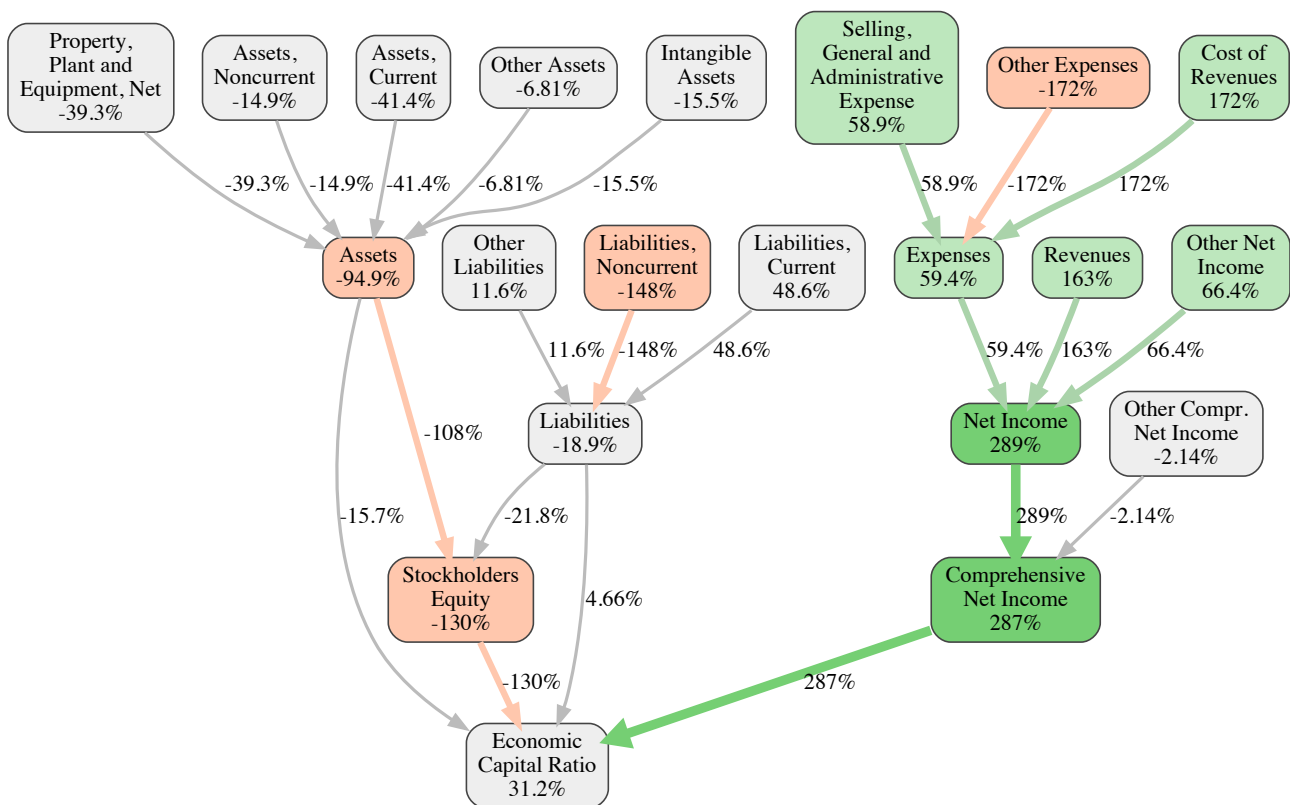 Property,
Plant and
Equipment, Net
-39.3%
Assets,
Noncurrent
-14.9%
Assets,
Current
-41.4%
Other Assets
-6.81%
Intangible
Assets
-15.5%
Selling,
General and
Administrative
Expense
58.9%
Other Expenses
-172%
Cost of
Revenues
172%
-39.3%
-14.9%
-41.4%
-6.81%
-15.5%
58.9%
-172%
172%
Assets
-94.9%
Other
Liabilities
11.6%
Liabilities,
Noncurrent
-148%
Liabilities,
Current
48.6%
Expenses
59.4%
Revenues
163%
Other Net
Income
66.4%
11.6%
-148%
48.6%
59.4%
163%
66.4%
-108%
Liabilities
-18.9%
Net Income
289%
Other Compr.
Net Income
-2.14%
-15.7%
-21.8%
289%
-2.14%
Stockholders
Equity
-130%
4.66%
Comprehensive
Net Income
287%
-130%
287%
Economic
Capital Ratio
31.2%